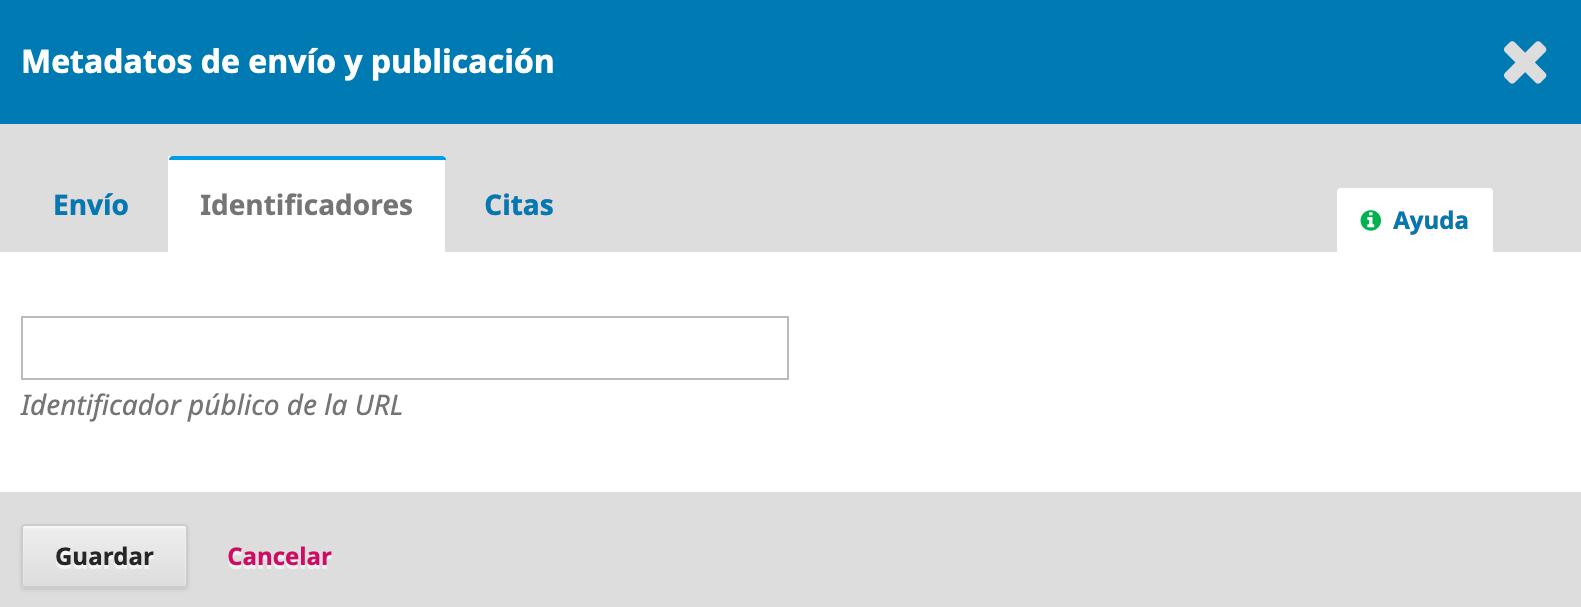 Metadatos de envío y publicación
Envío
Identificadores
Citas
Ayuda
Identificador público de la URL
Guardar
Cancelar